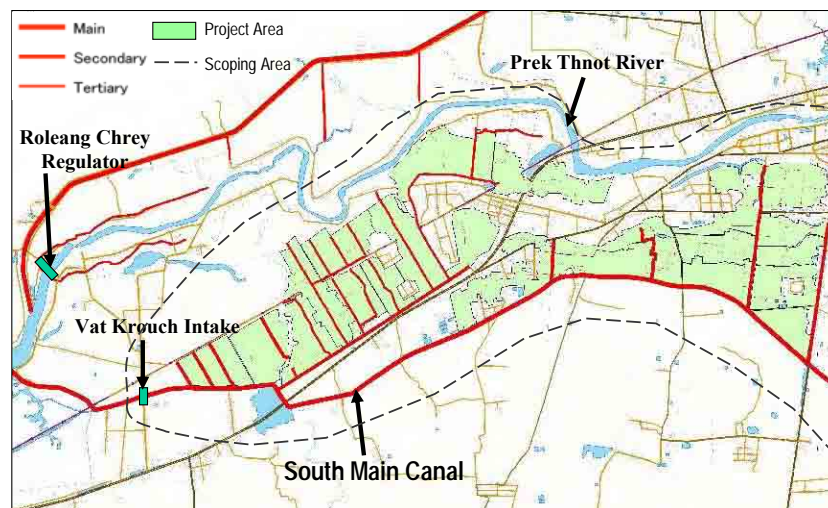 Main
Secondary
Tertiary
Project Area
Scoping Area
Prek Thnot River
Roleang Chrey
Regulator
Vat Krouch Intake
South Main Canal